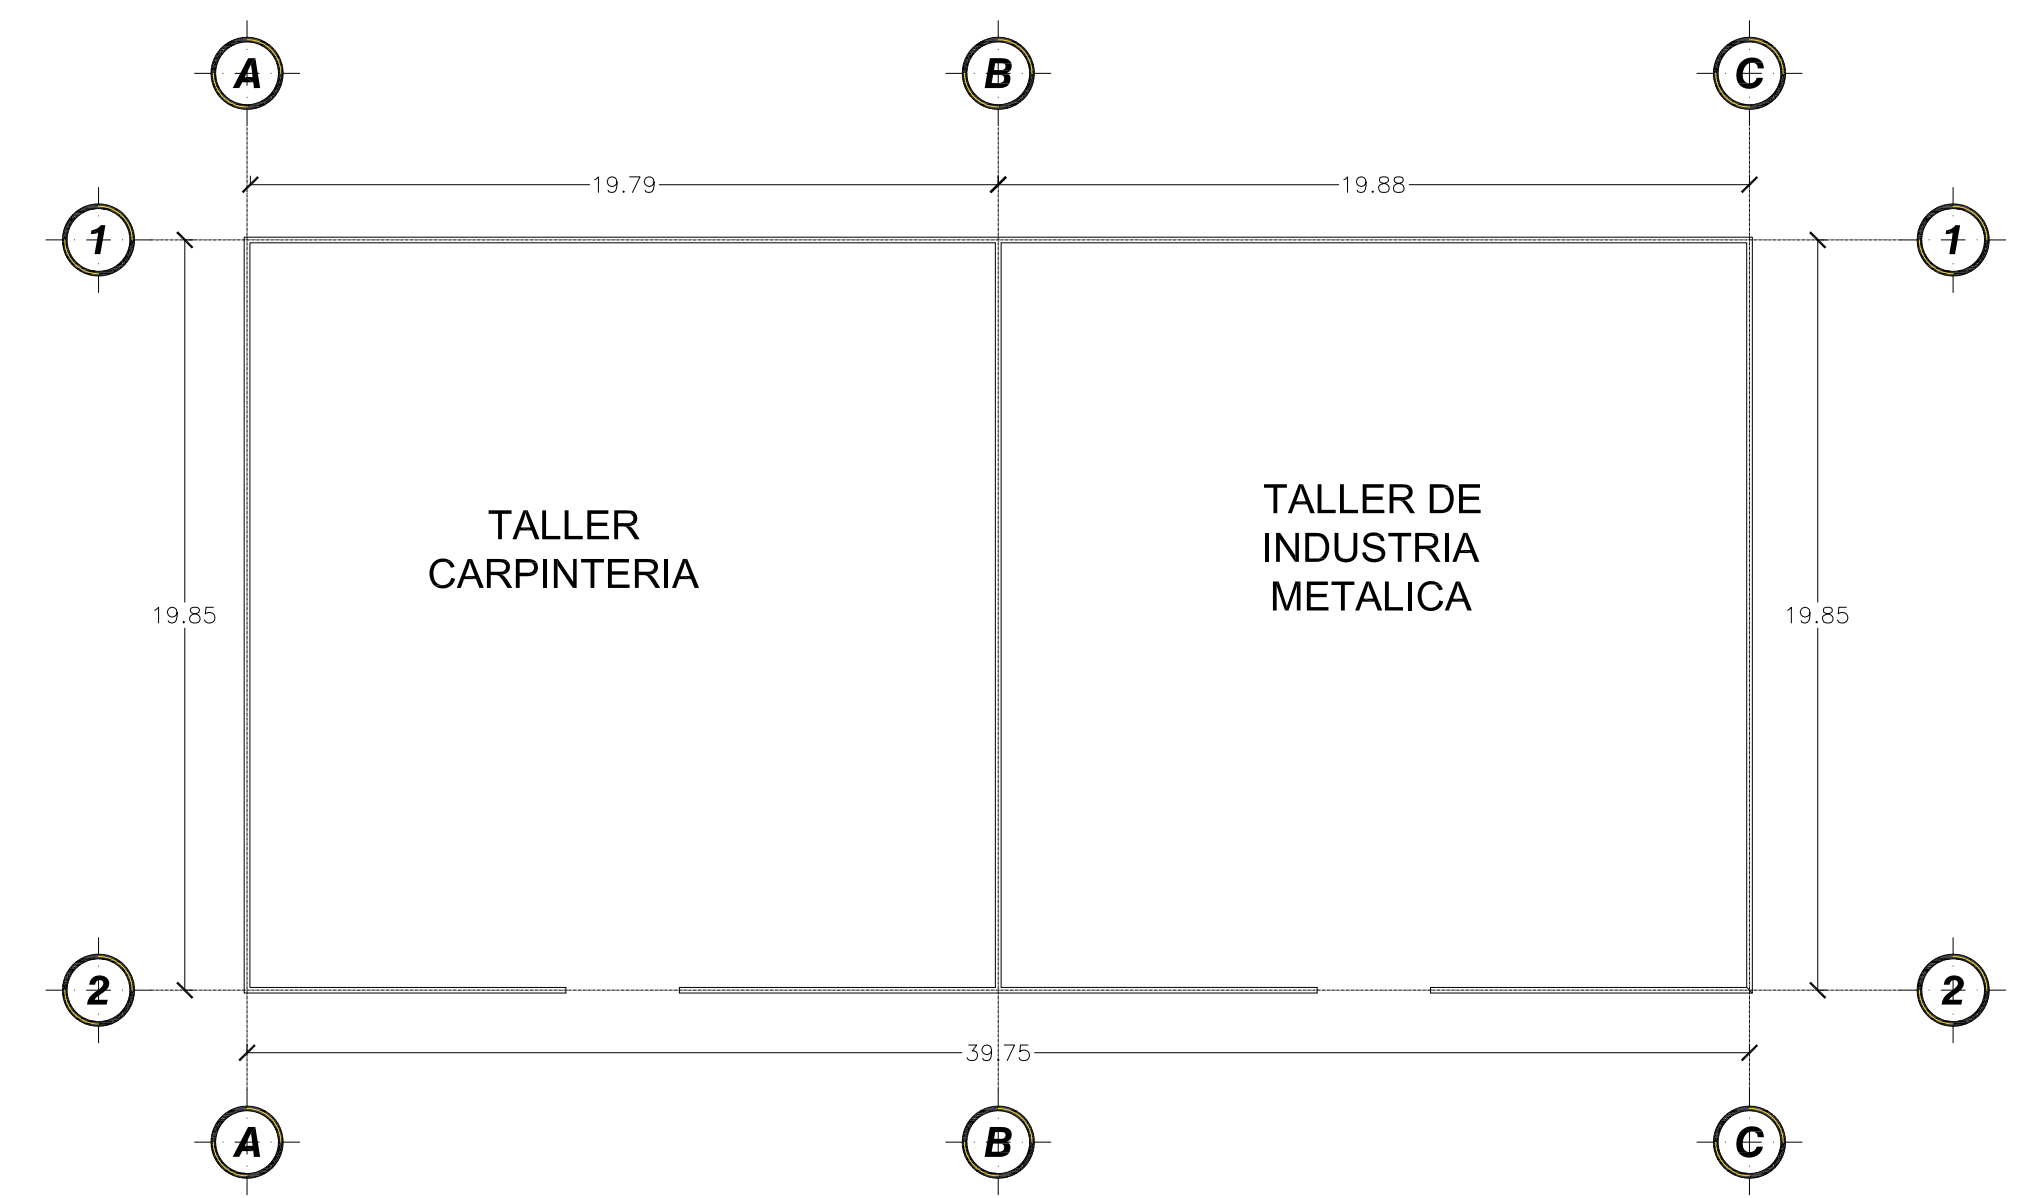 A
B
C
19.79
19.88
1
1
TALLER
CARPINTERIA
TALLER DE
INDUSTRIA
METALICA
19.85
19.85
2
2
39.75
A
B
C